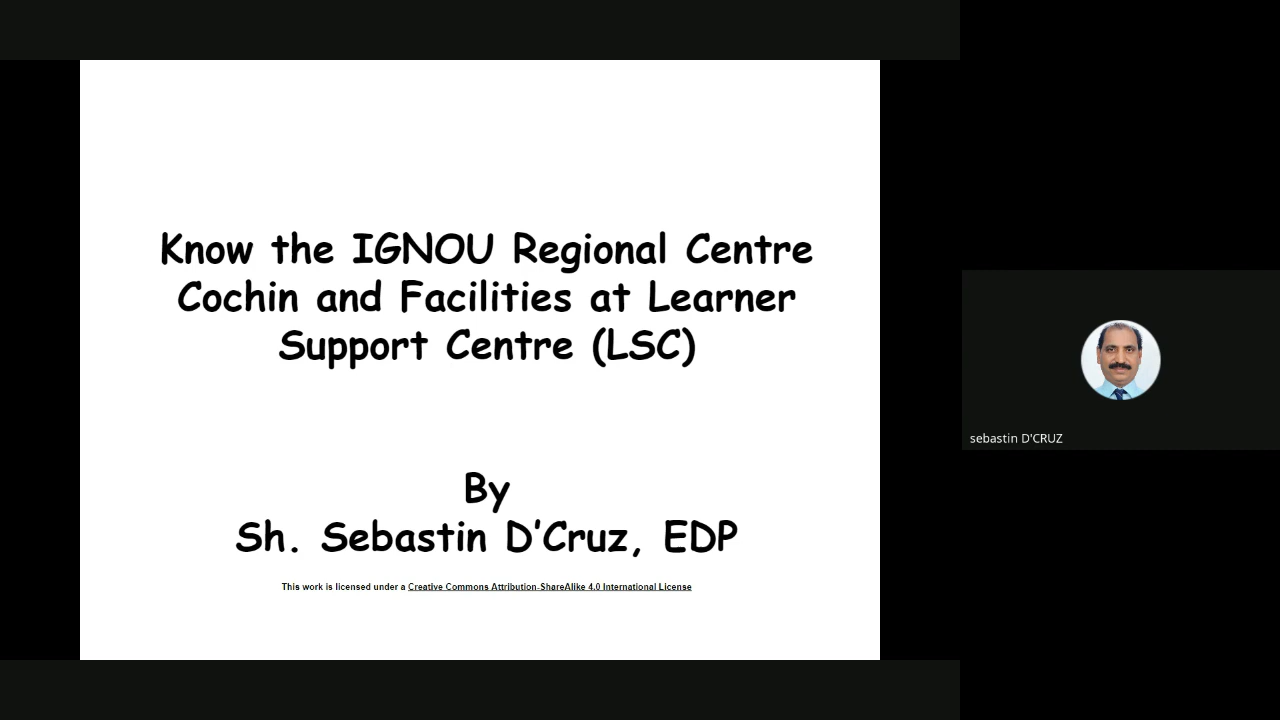 Know the IGNOU Regional Centre
Cochin and Facilities at Learner
Support Centre (LSC)
By
Sh. Sebastin D’Cruz, EDP
This work is licensed under a Creative Commons Attribution-ShareAlike 4.0 International License
sebastin D'CRUZ